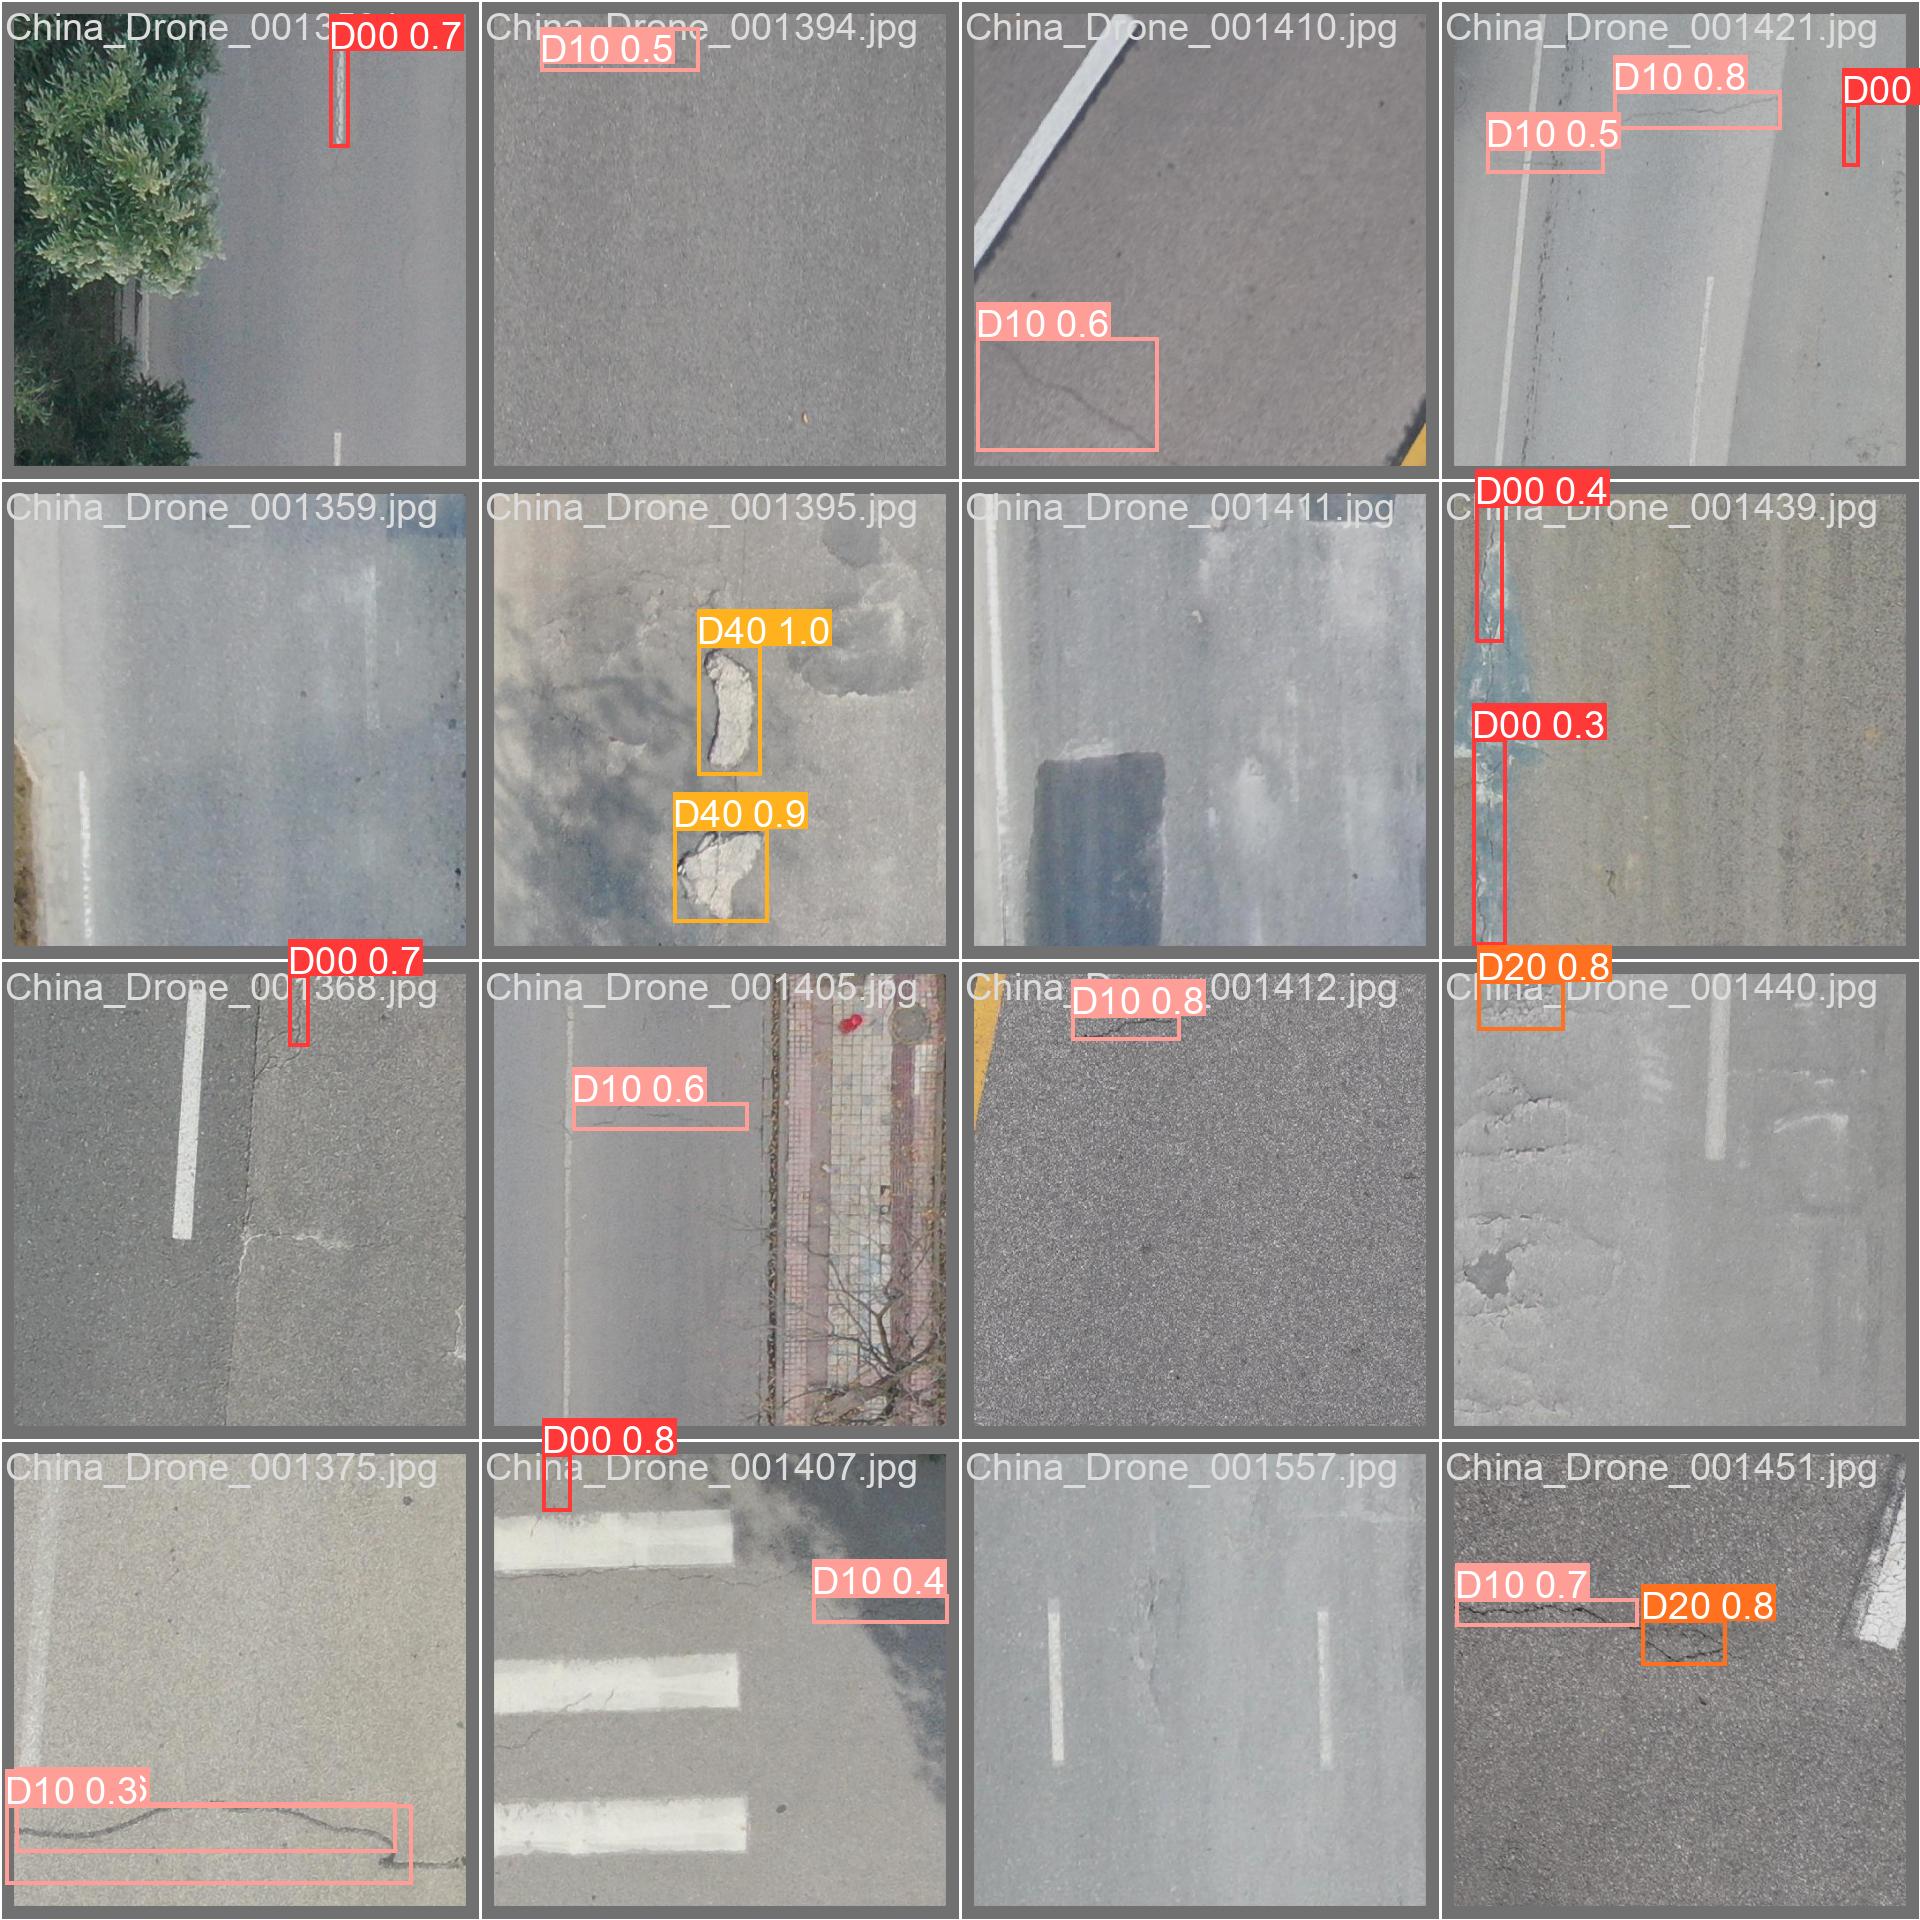 China_Drone_0013
D00 0.7
China_Drone_001394.jpg
D10 0.5
China_Drone_001410.jpg
D10 0.6
China_Drone_001421.jpg
D10 0.8
D00
D10 0.5
China_Drone_001359.jpg
China_Drone_001395.jpg
D40 1.0
D40 0.9
China_Drone_001411.jpg
D00 0.4
China_Drone_001439.jpg
D00 0.3
D00 0.7
China_Drone_001368.jpg
China_Drone_001405.jpg
D10 0.6
China_Drone_001412.jpg
D10 0.8
D20 0.8
China_Drone_001440.jpg
China_Drone_001375.jpg
D10 0.3
D00 0.8
China_Drone_001407.jpg
D10 0.4
China_Drone_001557.jpg
China_Drone_001451.jpg
D10 0.7
D20 0.8